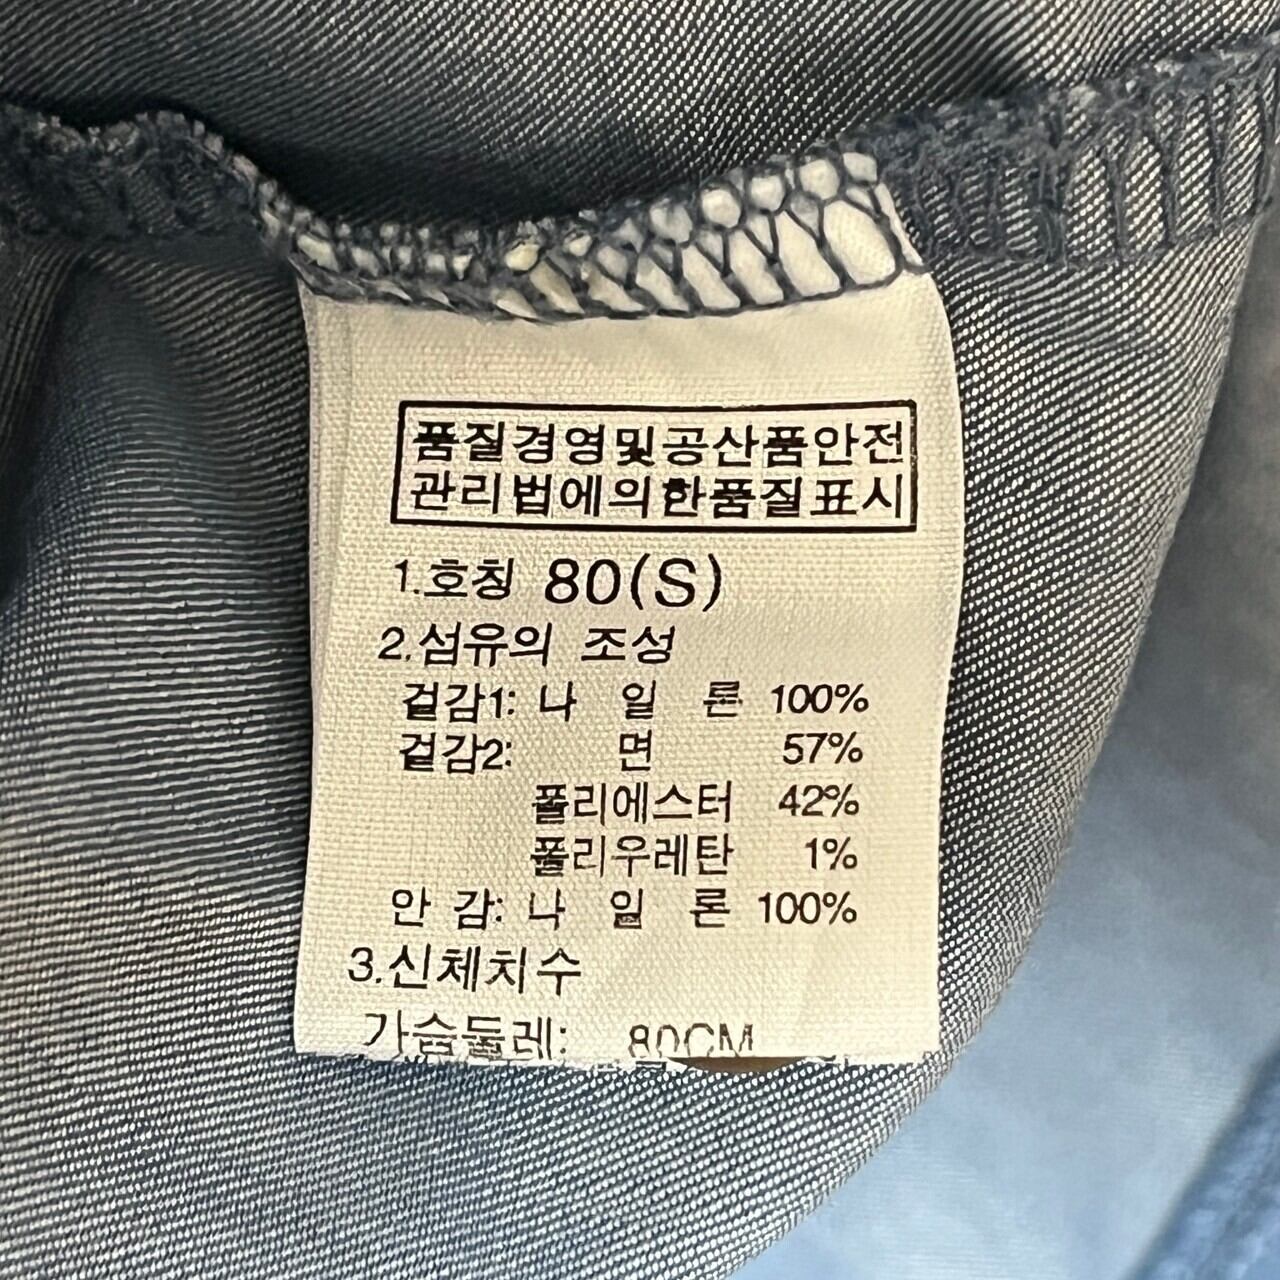 품질경영및공산품안전
관리법에의한품질표시
1.호칭 80(S)
2.섬유의 조성
겉감1: 나 일 론 100%
겉감2: 면 57%
폴리에스터 42%
폴리우레탄 1%
안 감: 나 일 론 100%
3.신체치수
가슴둘레: 80CM